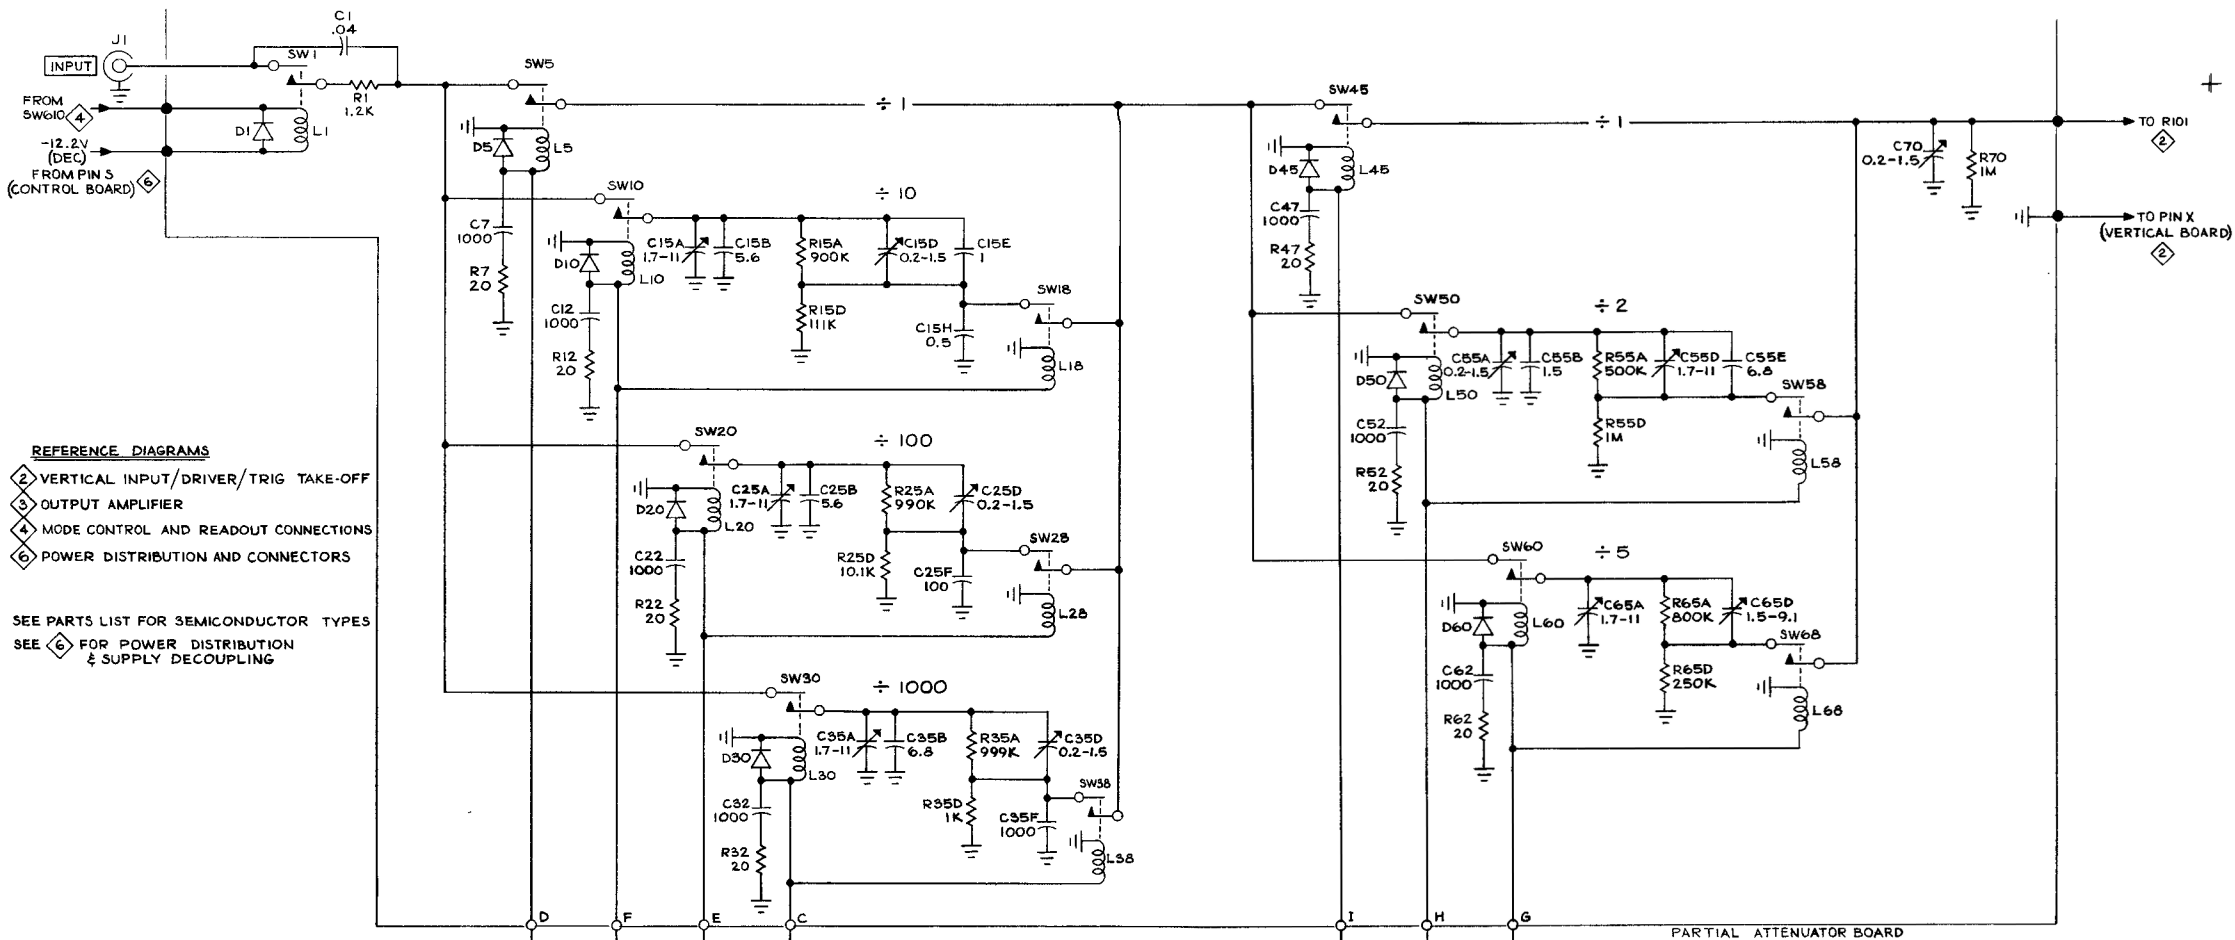 C1
.04
J1
INPUT
SW1
R1
1.2K
FROM
SW610
4
D1
L1
-12.2V
(DEC)
FROM PIN S
(CONTROL BOARD)
6
SW5
÷ 1
D5
L5
C7
1000
R7
20
SW10
÷ 10
D10
L10
C12
1000
R12
20
C15A
1.7-11
C15B
5.6
R15A
900K
C15D
0.2-1.5
C15E
1
R15D
111K
C15H
0.5
SW18
L18
SW20
÷ 100
D20
L20
C22
1000
R22
20
C25A
1.7-11
C25B
5.6
R25A
990K
C25D
0.2-1.5
R25D
10.1K
C25F
100
SW28
L28
SW30
÷ 1000
D30
L30
C32
1000
R32
20
C35A
1.7-11
C35B
6.8
R35A
999K
C35D
0.2-1.5
R35D
1K
C35F
1000
SW38
L38
SW45
÷ 1
D45
L45
C47
1000
R47
20
C70
0.2-1.5
R70
1M
TO R101
2
TO PIN X
(VERTICAL BOARD)
2
SW50
÷ 2
D50
L50
C52
1000
R52
20
C55A
0.2-1.5
C55B
1.5
R55A
500K
C55D
1.7-11
C55E
6.8
R55D
1M
SW58
L58
SW60
÷ 5
D60
L60
C62
1000
R62
20
C65A
1.7-11
R65A
800K
C65D
1.5-9.1
R65D
250K
SW68
L68
REFERENCE DIAGRAMS
2 VERTICAL INPUT/DRIVER/TRIG TAKE-OFF
3 OUTPUT AMPLIFIER
4 MODE CONTROL AND READOUT CONNECTIONS
6 POWER DISTRIBUTION AND CONNECTORS
SEE PARTS LIST FOR SEMICONDUCTOR TYPES
SEE 6 FOR POWER DISTRIBUTION
& SUPPLY DECOUPLING
D
F
E
C
I
H
G
PARTIAL ATTENUATOR BOARD